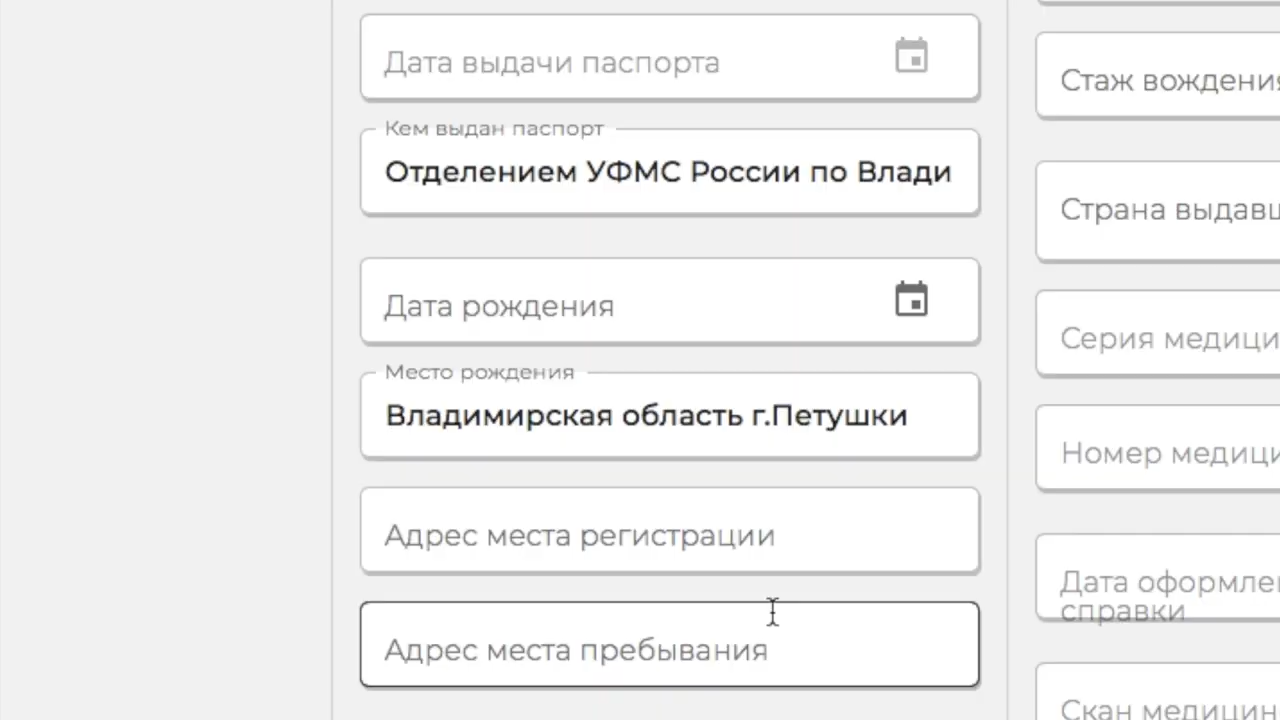 Дата выдачи паспорта
Кем выдан паспорт
Отделением УФМС России по Влади
Дата рождения
Место рождения
Владимирская область г.Петушки
Адрес места регистрации
Адрес места пребывания
Стаж вождения
Страна выдавш
Серия медици
Номер медици
Дата оформле
справки
Скан медицин